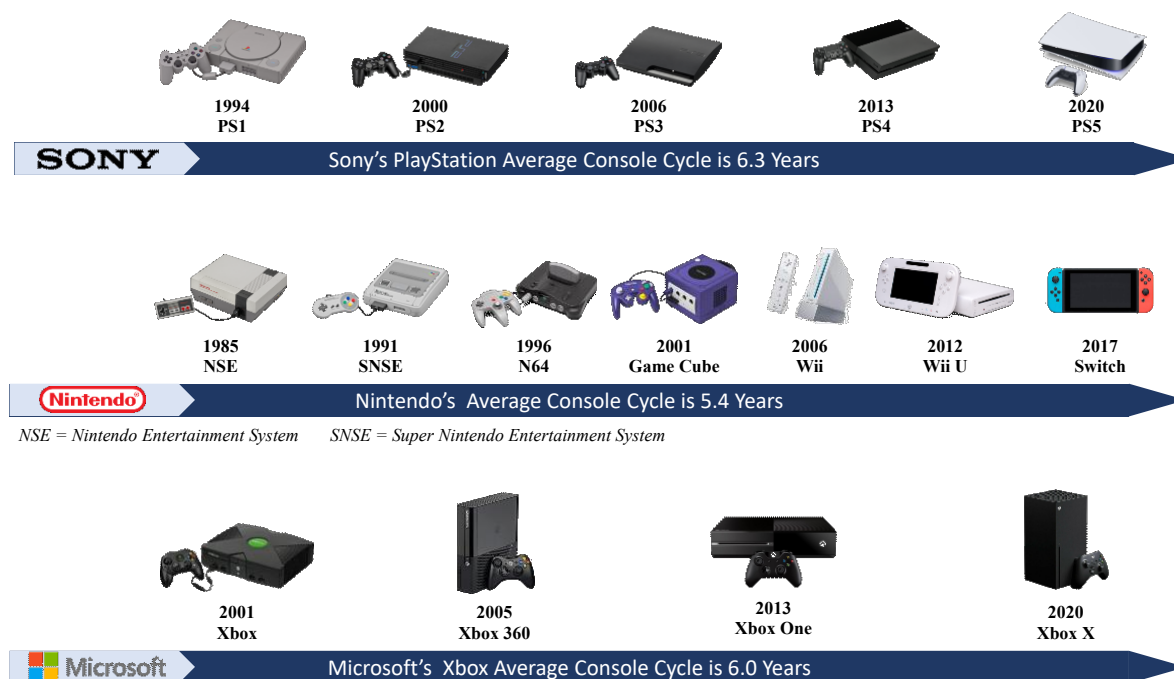 1994
PS1
2000
PS2
2006
PS3
2013
PS4
2020
PS5
SONY
Sony's PlayStation Average Console Cycle is 6.3 Years
1985
NSE
1991
SNSE
1996
N64
2001
Game Cube
2006
Wii
2012
Wii U
2017
Switch
Nintendo®
Nintendo's Average Console Cycle is 5.4 Years
NSE = Nintendo Entertainment System
SNSE = Super Nintendo Entertainment System
2001
Xbox
2005
Xbox 360
2013
Xbox One
2020
Xbox X
Microsoft
Microsoft's Xbox Average Console Cycle is 6.0 Years